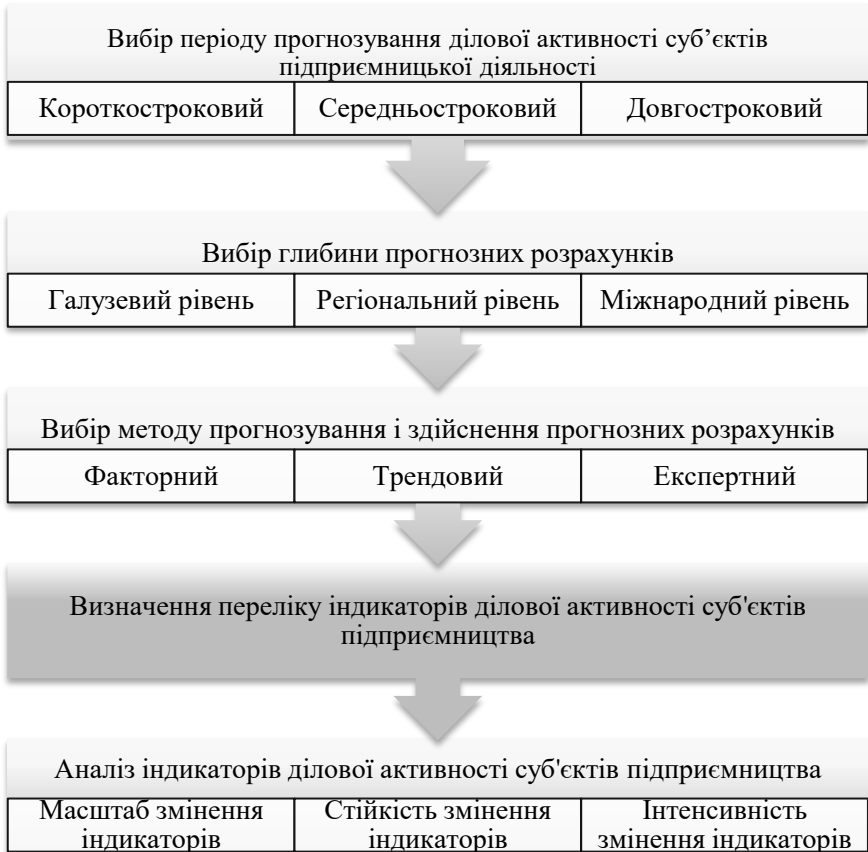 Вибір періоду прогнозування ділової активності суб’єктів
підприємницької діяльності
Короткостроковий Середньостроковий Довгостроковий
Вибір глибини прогнозних розрахунків
Галузевий рівень Регіональний рівень Міжнародний рівень
Вибір методу прогнозування і здійснення прогнозних розрахунків
Факторний Трендовий Експертний
Визначення переліку індикаторів ділової активності суб'єктів
підприємництва
Аналіз індикаторів ділової активності суб'єктів підприємництва
Масштаб змінення
індикаторів
Стійкість змінення
індикаторів
Інтенсивність
змінення індикаторів